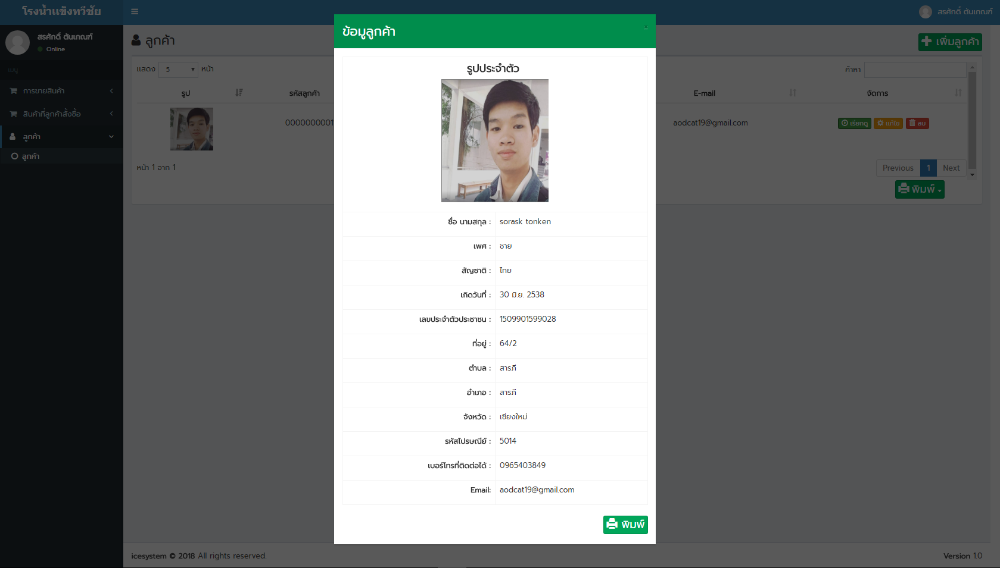 โรงน้ำแข็งทวีชัย
สรศักดิ์ ตันเกณฑ์
สรศักดิ์ ตันเกณฑ์
Online
เมนู
การขายสินค้า
สินค้าที่ลูกค้าสั่งซื้อ
ลูกค้า
ลูกค้า
ลูกค้า
เพิ่มลูกค้า
แสดง 5 หน้า
ค้าหา
รูป รหัสลูกค้า E-mail จัดการ
00000000001 aodcat19@gmail.com เรียกดู แก้ไข ลบ
หน้า 1 จาก 1
Previous 1 Next
พิมพ์
ข้อมูลูกค้า
×
รูปประจำตัว
ชื่อ นามสกุล : sorask tonken
เพศ : ชาย
สัญชาติ : ไทย
เกิดวันที่ : 30 มิ.ย. 2538
เลขประจำตัวประชาชน : 1509901599028
ที่อยู่ : 64/2
ตำบล : สารภี
อำเภอ : สารภี
จังหวัด : เชียงใหม่
รหัสไปรษณีย์ : 5014
เบอร์โทรที่ติดต่อได้ : 0965403849
Email: aodcat19@gmail.com
พิมพ์
icesystem © 2018 All rights reserved.
Version 1.0